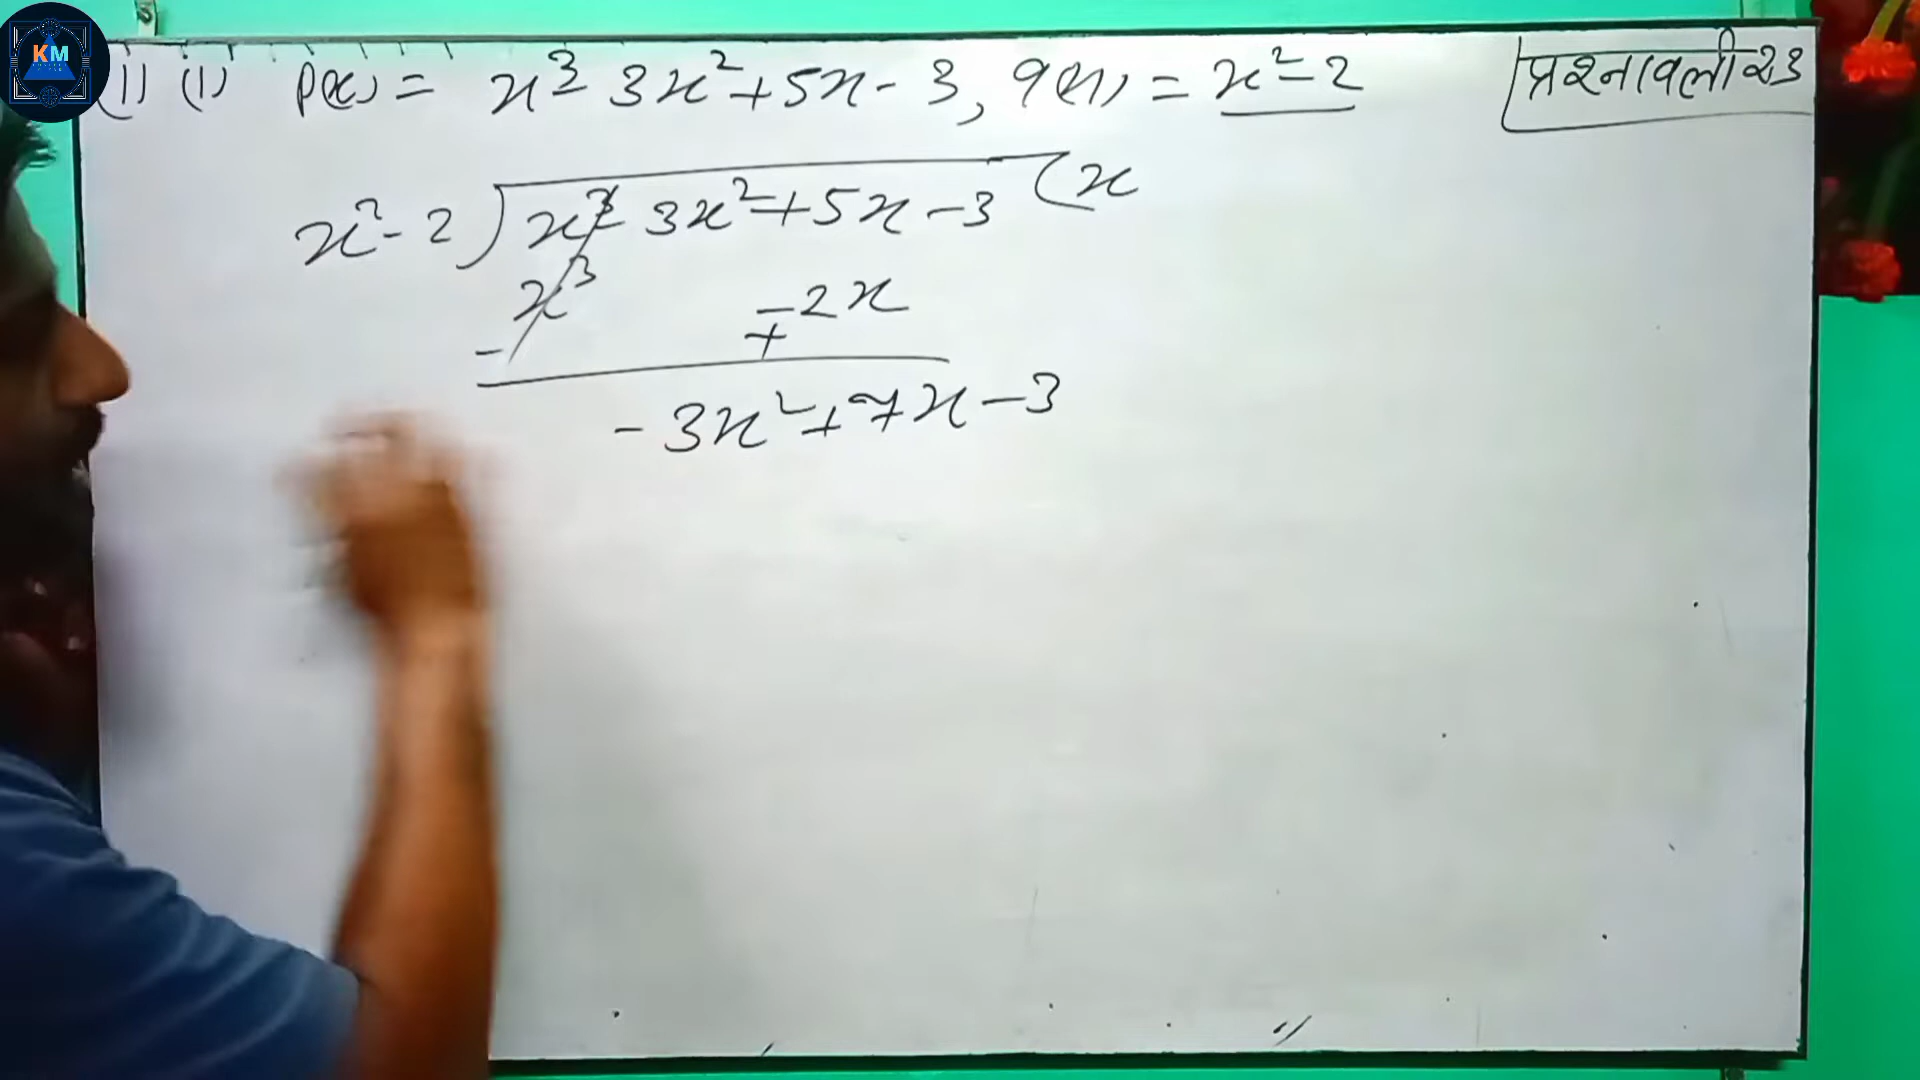 KM
(1) (1) p(x) = x³-3x²+5x-3, q(x) = x²-2
प्रश्नावली 2.3
x²-2)x³-3x²+5x-3(x
x³ -2x
- +
-3x²+7x-3